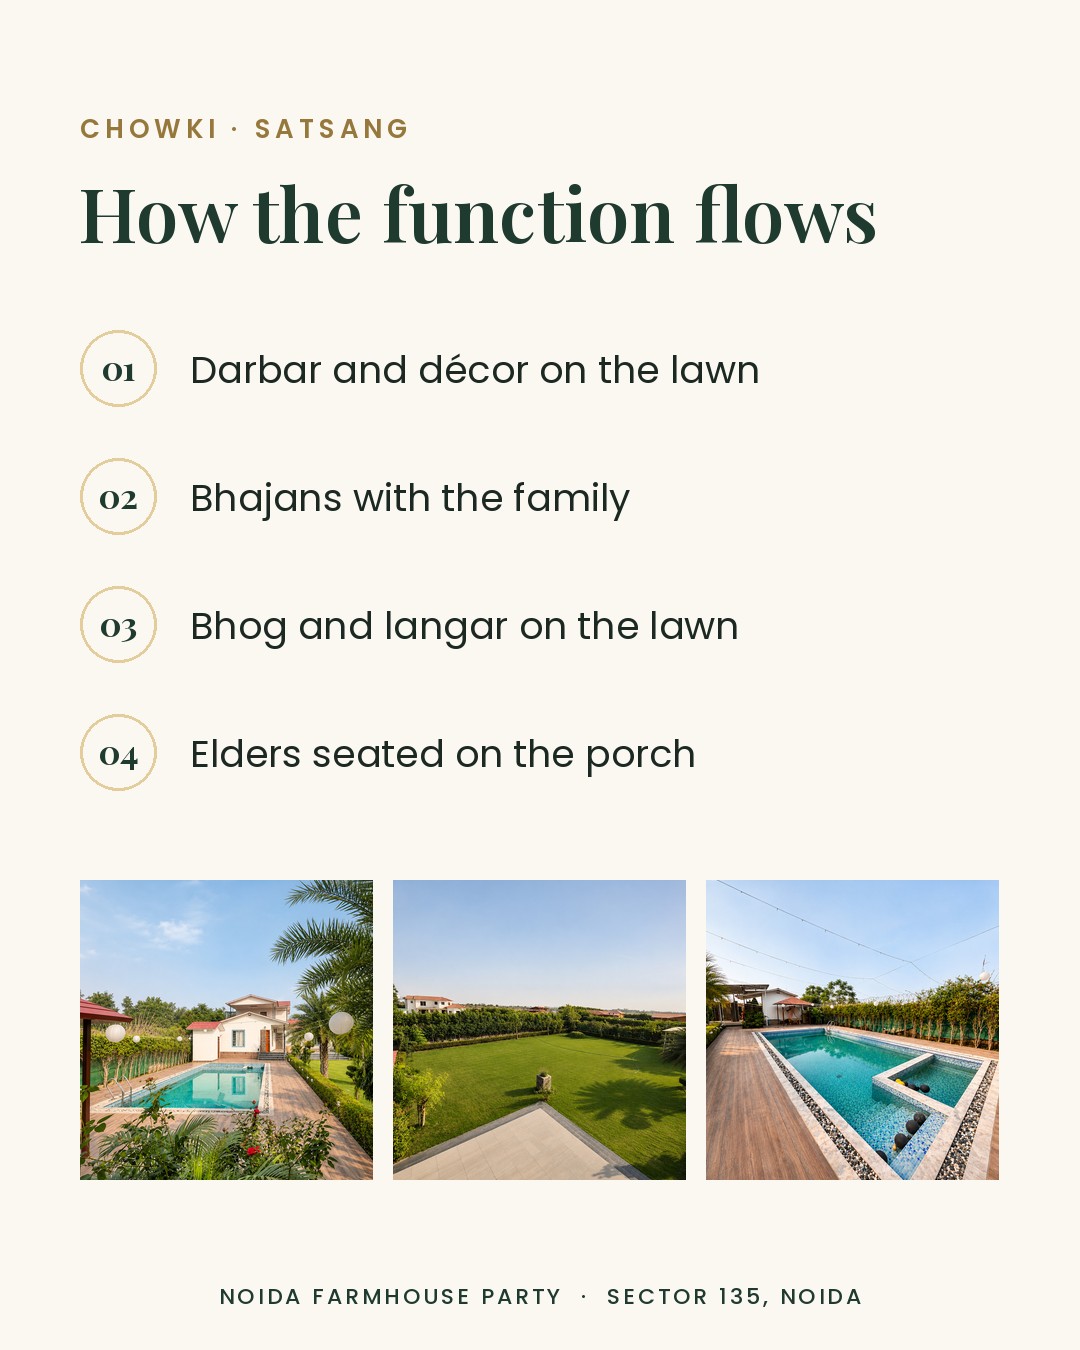 CHOWKI · SATSANG
How the function flows
01 Darbar and décor on the lawn
02 Bhajans with the family
03 Bhog and langar on the lawn
04 Elders seated on the porch
NOIDA FARMHOUSE PARTY · SECTOR 135, NOIDA